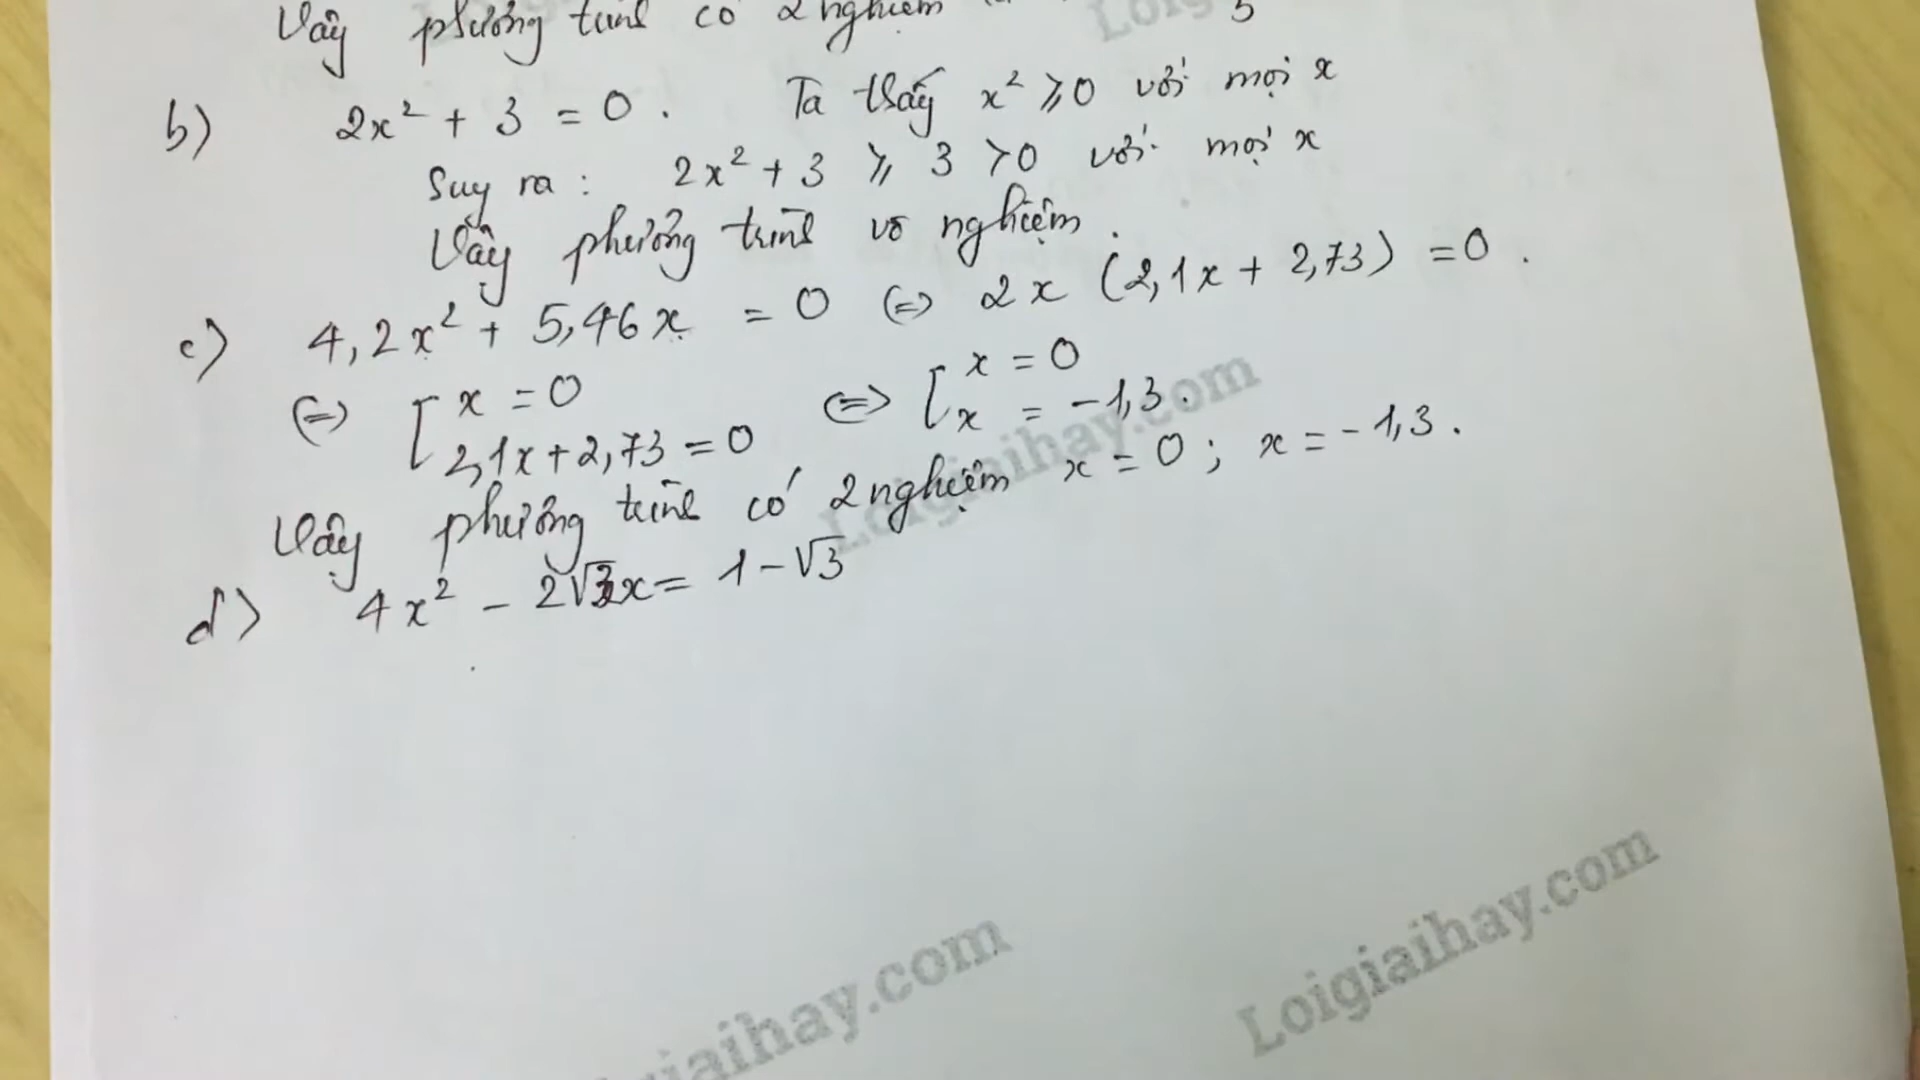 Vậy phương trình có 2 nghiệm 5
b) 2x² + 3 = 0. Ta thấy x² ⩾ 0 với mọi x
Suy ra : 2x² + 3 ⩾ 3 > 0 với mọi x
Vậy phương trình vô nghiệm.
c) 4,2x² + 5,46x = 0 (=) 2x (2,1x + 2,73) = 0.
(=) [ x = 0 (=) [ x = 0
2,1x + 2,73 = 0 x = -1,3.
Vậy phương trình có 2 nghiệm x = 0 ; x = -1,3.
d) 4x² - 2√3x = 1 - √3
Loigiaihay.com
Loigiaihay.com
giaihay.com
Loigiaihay.com